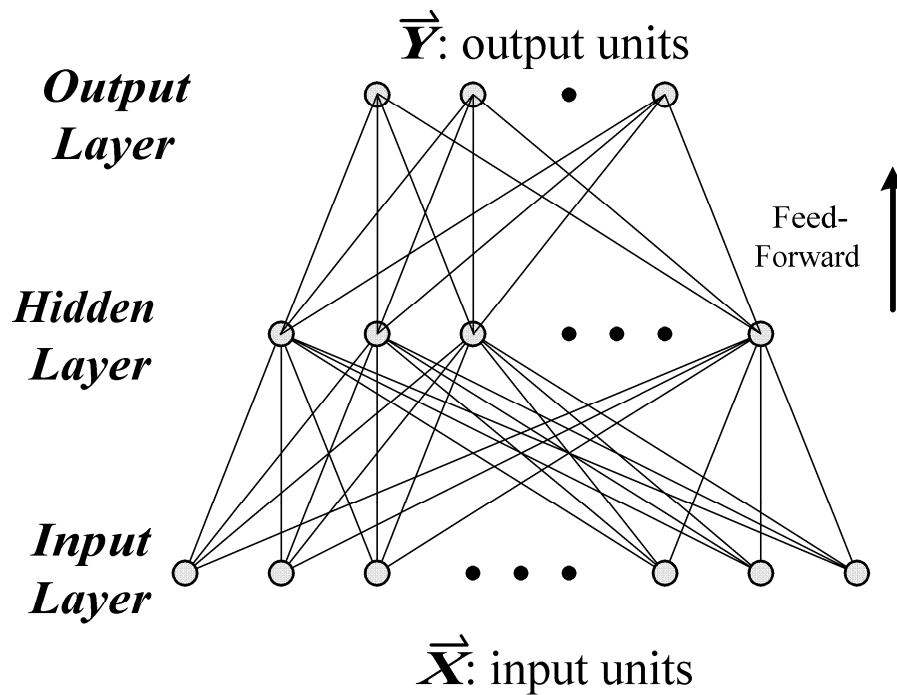 Y: output units
Output
Layer
Feed-
Forward
Hidden
Layer
Input
Layer
X: input units